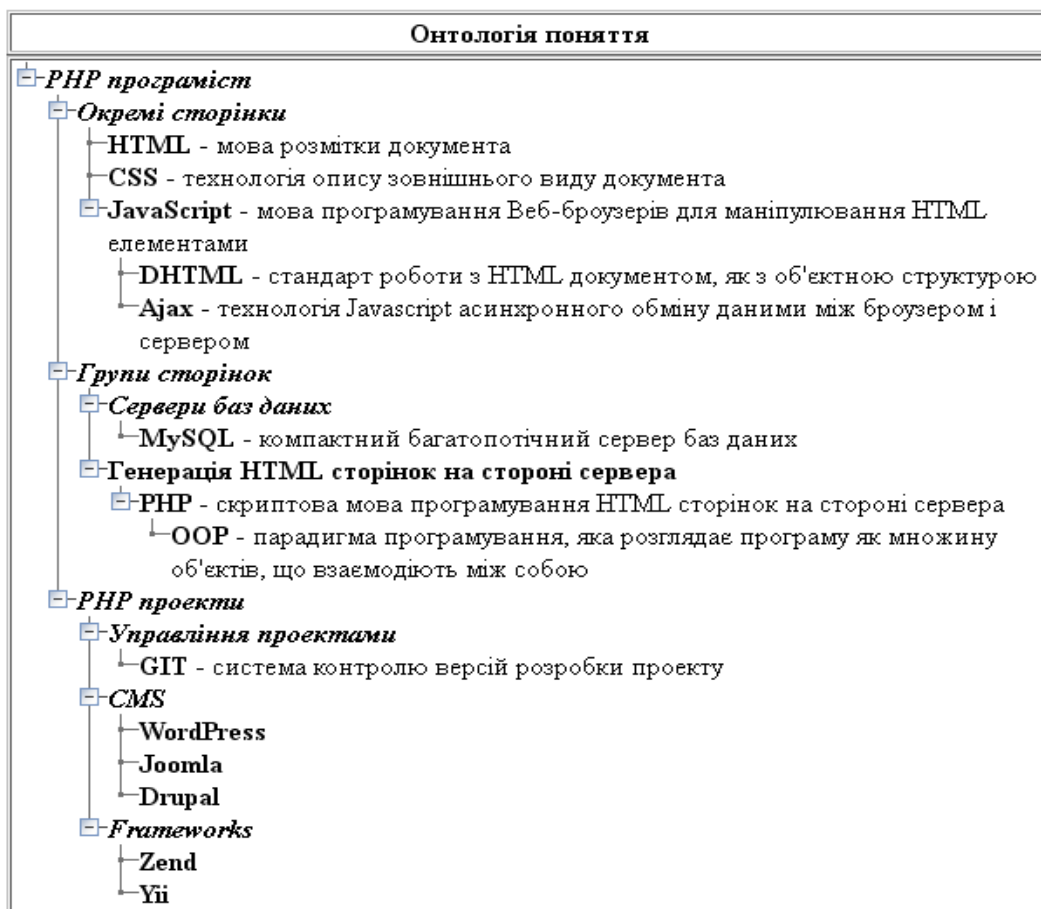 Онтологія поняття
PHP програміст
Окремі сторінки
HTML - мова розмітки документа
CSS - технологія опису зовнішнього виду документа
JavaScript - мова програмування Веб-броузерів для маніпулювання HTML
елементами
DHTML - стандарт роботи з HTML документом, як з об'єктною структурою
Ajax - технологія Javascript асинхронного обміну даними між броузером і
сервером
Групи сторінок
Сервери баз даних
MySQL - компактний багатопотічний сервер баз даних
Генерація HTML сторінок на стороні сервера
PHP - скриптова мова програмування HTML сторінок на стороні сервера
OOP - парадигма програмування, яка розглядає програму як множину
об'єктів, що взаємодіють між собою
PHP проекти
Управління проектами
GIT - система контролю версій розробки проекту
CMS
WordPress
Joomla
Drupal
Frameworks
Zend
Yii